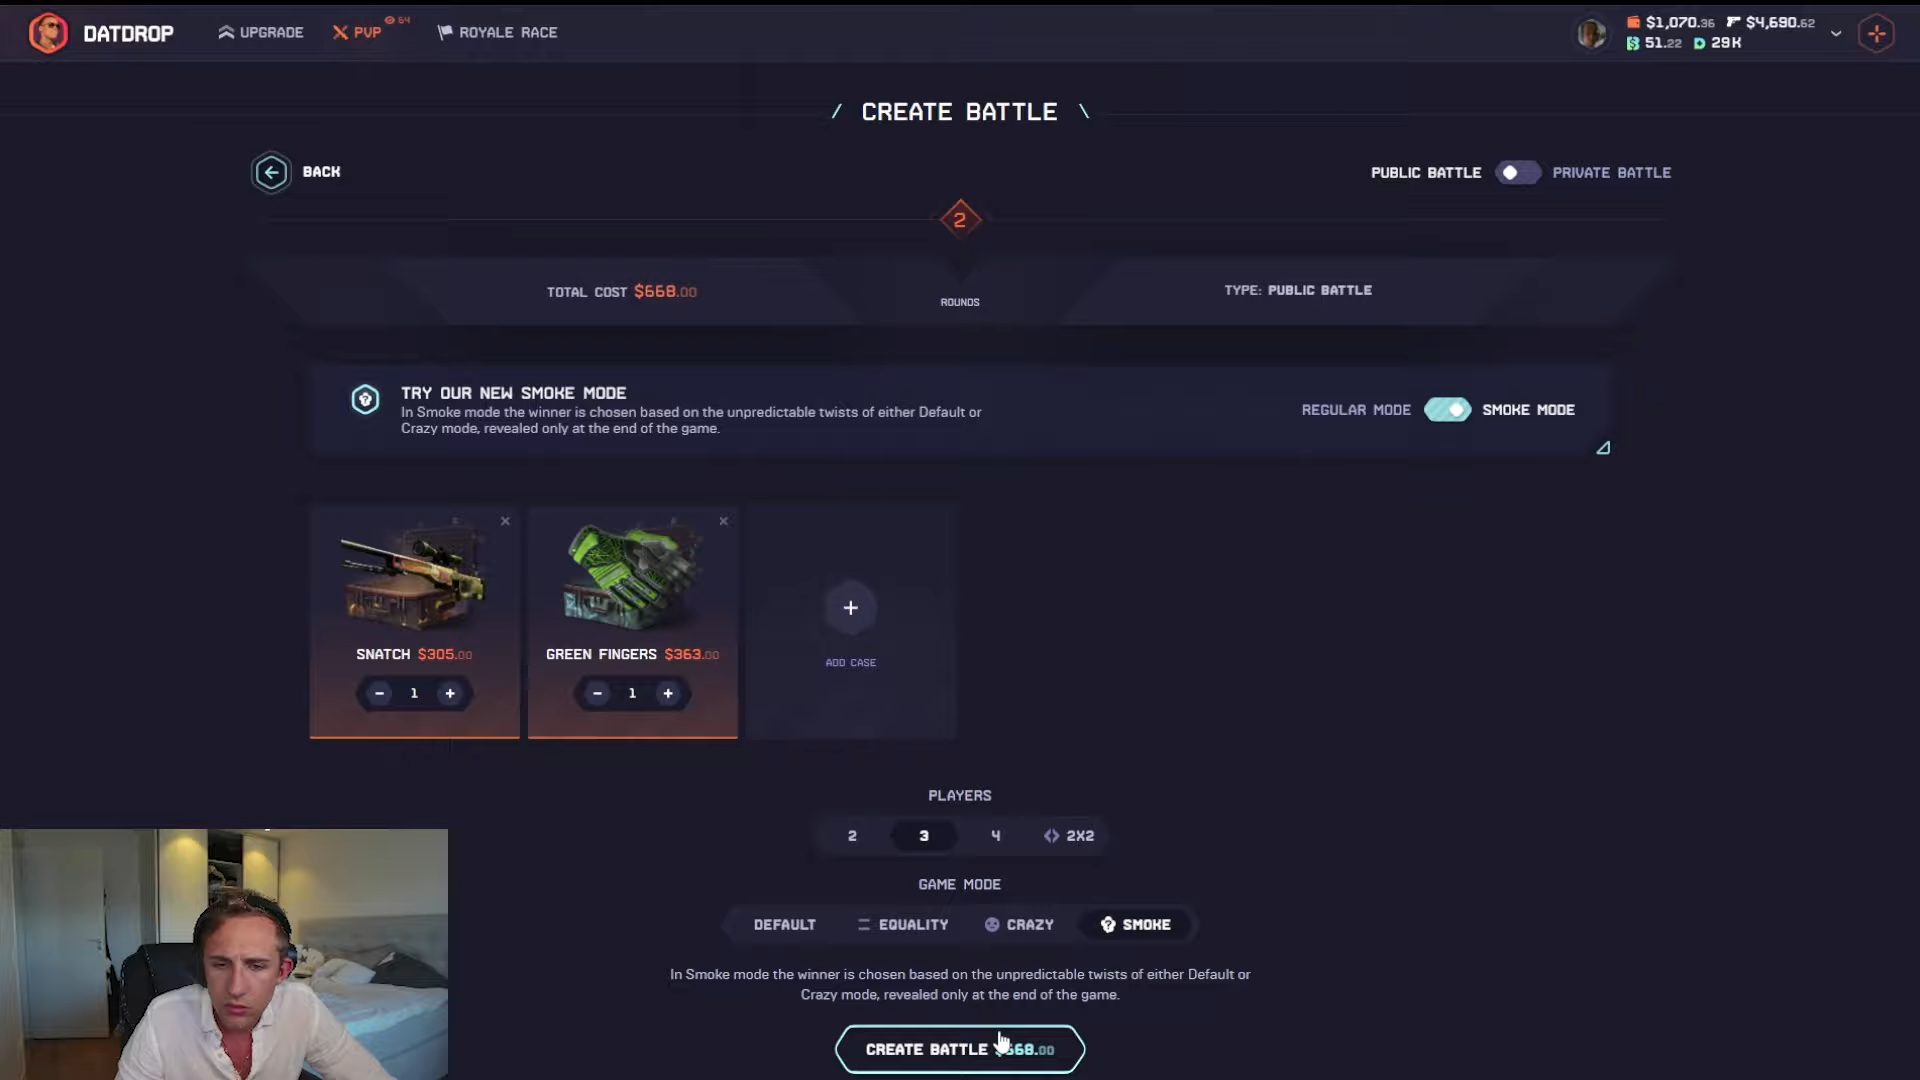 DATDROP
UPGRADE
PVP 64
ROYALE RACE
$1,070.36 $4,690.62
51.22 29K
/ CREATE BATTLE \
BACK
PUBLIC BATTLE PRIVATE BATTLE
2
TOTAL COST $668.00
ROUNDS
TYPE: PUBLIC BATTLE
TRY OUR NEW SMOKE MODE
In Smoke mode the winner is chosen based on the unpredictable twists of either Default or
Crazy mode, revealed only at the end of the game.
REGULAR MODE SMOKE MODE
SNATCH $305.00
- 1 +
GREEN FINGERS $363.00
- 1 +
+
ADD CASE
PLAYERS
2 3 4 2X2
GAME MODE
DEFAULT EQUALITY CRAZY SMOKE
In Smoke mode the winner is chosen based on the unpredictable twists of either Default or
Crazy mode, revealed only at the end of the game.
CREATE BATTLE $668.00